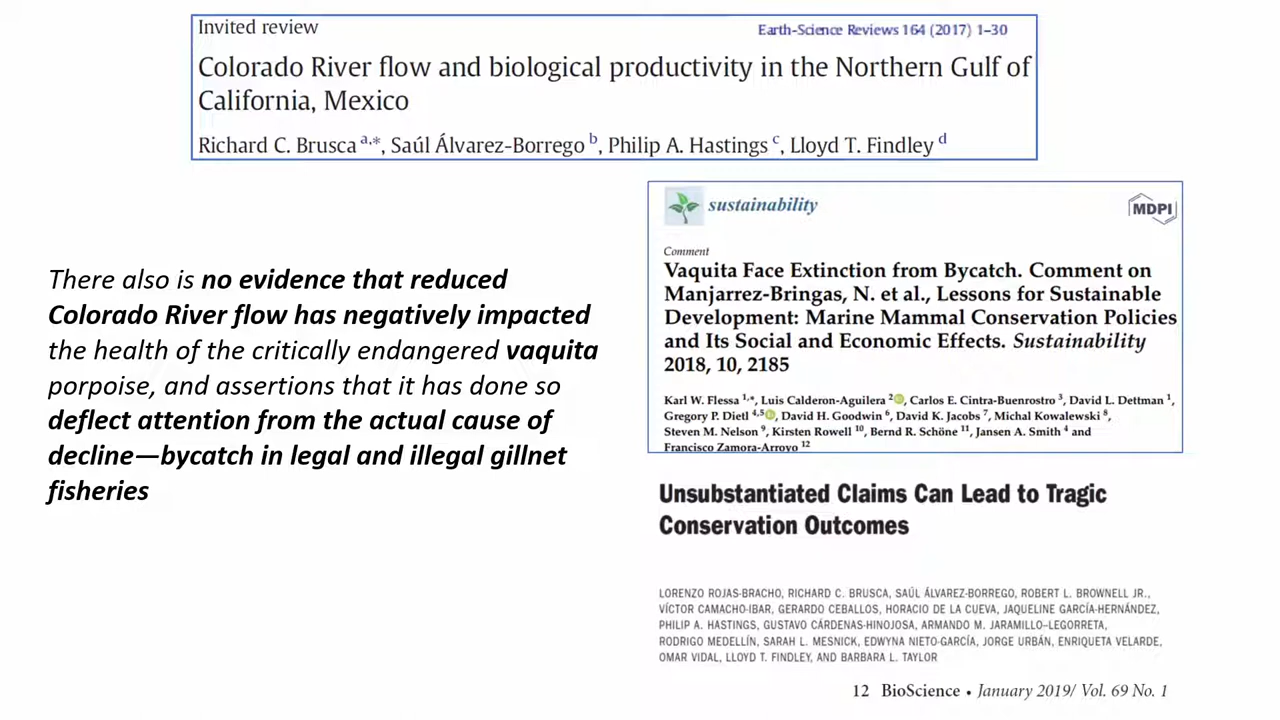 Invited review
Earth-Science Reviews 164 (2017) 1–30
Colorado River flow and biological productivity in the Northern Gulf of
California, Mexico
Richard C. Brusca a,*, Saúl Álvarez-Borrego b, Philip A. Hastings c, Lloyd T. Findley d
There also is no evidence that reduced
Colorado River flow has negatively impacted
the health of the critically endangered vaquita
porpoise, and assertions that it has done so
deflect attention from the actual cause of
decline—bycatch in legal and illegal gillnet
fisheries
sustainability
MDPI
Comment
Vaquita Face Extinction from Bycatch. Comment on
Manjarrez-Bringas, N. et al., Lessons for Sustainable
Development: Marine Mammal Conservation Policies
and Its Social and Economic Effects. Sustainability
2018, 10, 2185
Karl W. Flessa 1,*, Luis Calderon-Aguilera 2, Carlos E. Cintra-Buenrostro 3, David L. Dettman 1,
Gregory P. Dietl 4,5, David H. Goodwin 6, David K. Jacobs 7, Michal Kowalewski 8,
Steven M. Nelson 9, Kirsten Rowell 10, Bernd R. Schöne 11, Jansen A. Smith 4 and
Francisco Zamora-Arroyo 12
Unsubstantiated Claims Can Lead to Tragic
Conservation Outcomes
LORENZO ROJAS-BRACHO, RICHARD C. BRUSCA, SAÚL ÁLVAREZ-BORREGO, ROBERT L. BROWNELL JR.,
VÍCTOR CAMACHO-IBAR, GERARDO CEBALLOS, HORACIO DE LA CUEVA, JAQUELINE GARCÍA-HERNÁNDEZ,
PHILIP A. HASTINGS, GUSTAVO CÁRDENAS-HINOJOSA, ARMANDO M. JARAMILLO–LEGORRETA,
RODRIGO MEDELLÍN, SARAH L. MESNICK, EDWYNA NIETO-GARCÍA, JORGE URBÁN, ENRIQUETA VELARDE,
OMAR VIDAL, LLOYD T. FINDLEY, AND BARBARA L. TAYLOR
12 BioScience • January 2019/ Vol. 69 No. 1